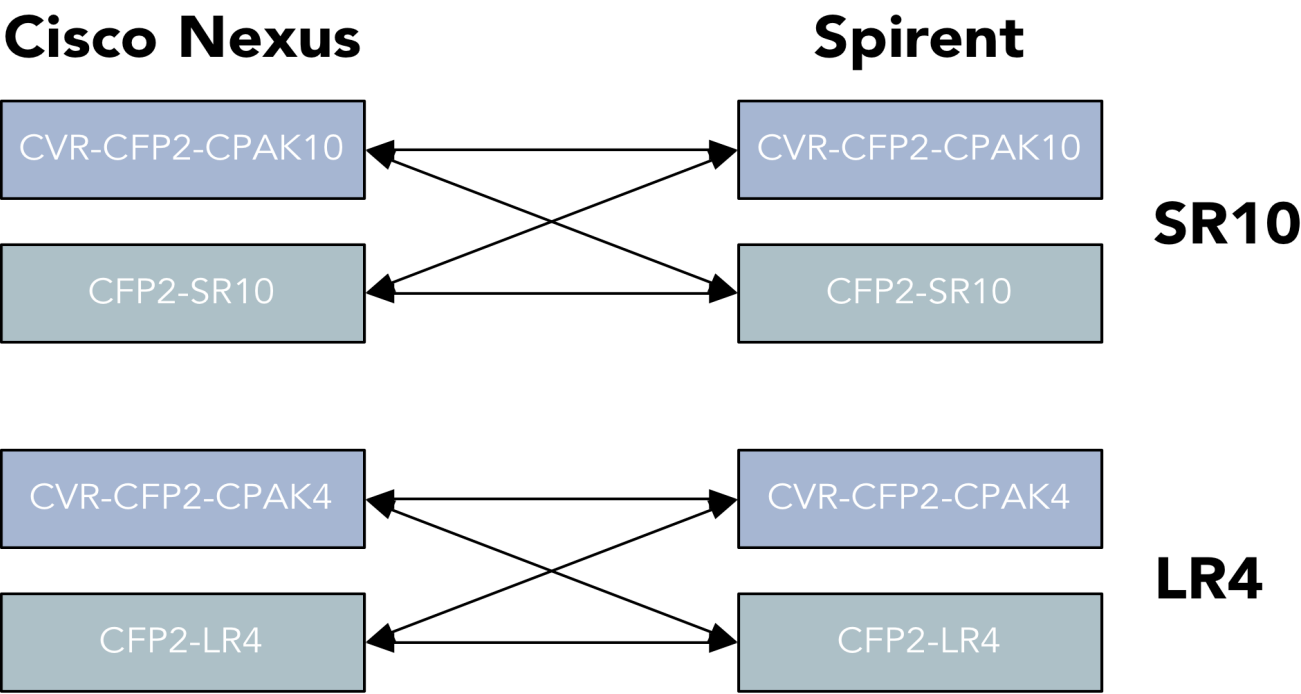 Cisco Nexus
Spirent
CVR-CFP2-CPAK10
CVR-CFP2-CPAK10
SR10
CFP2-SR10
CFP2-SR10
CVR-CFP2-CPAK4
CVR-CFP2-CPAK4
LR4
CFP2-LR4
CFP2-LR4